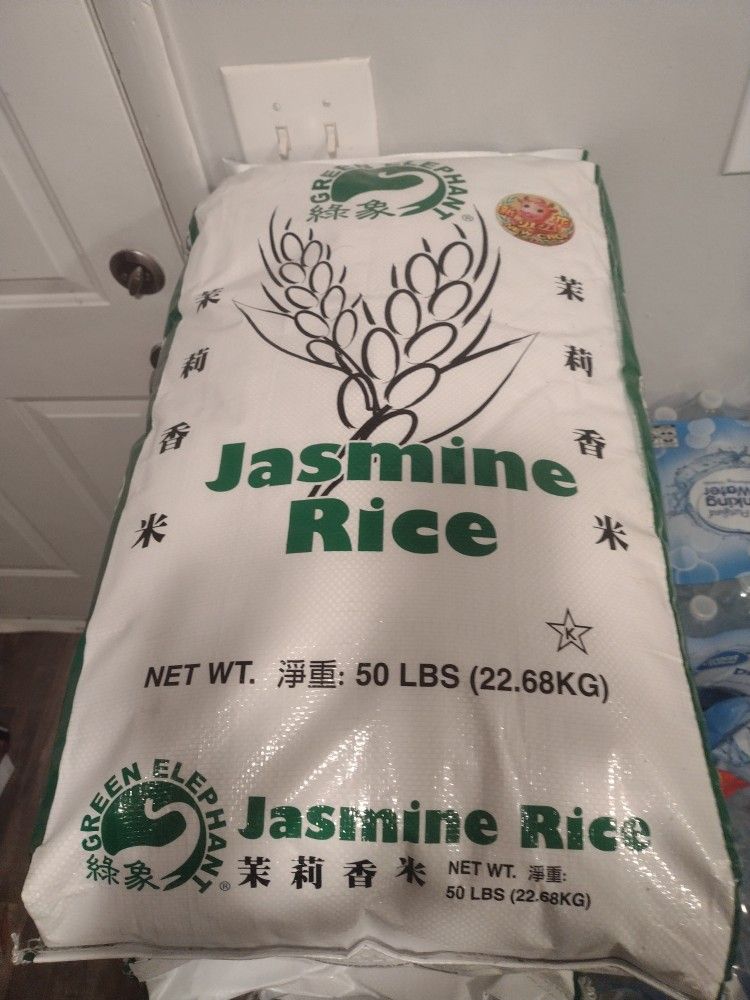 GREEN ELEPHANT
綠象®
茉莉香米
茉莉香米
Jasmine
Rice
K
NET WT. 淨重: 50 LBS (22.68KG)
GREEN ELEPHANT
綠象®
Jasmine Rice
茉莉香米
NET WT. 淨重:
50 LBS (22.68KG)
nking
Water